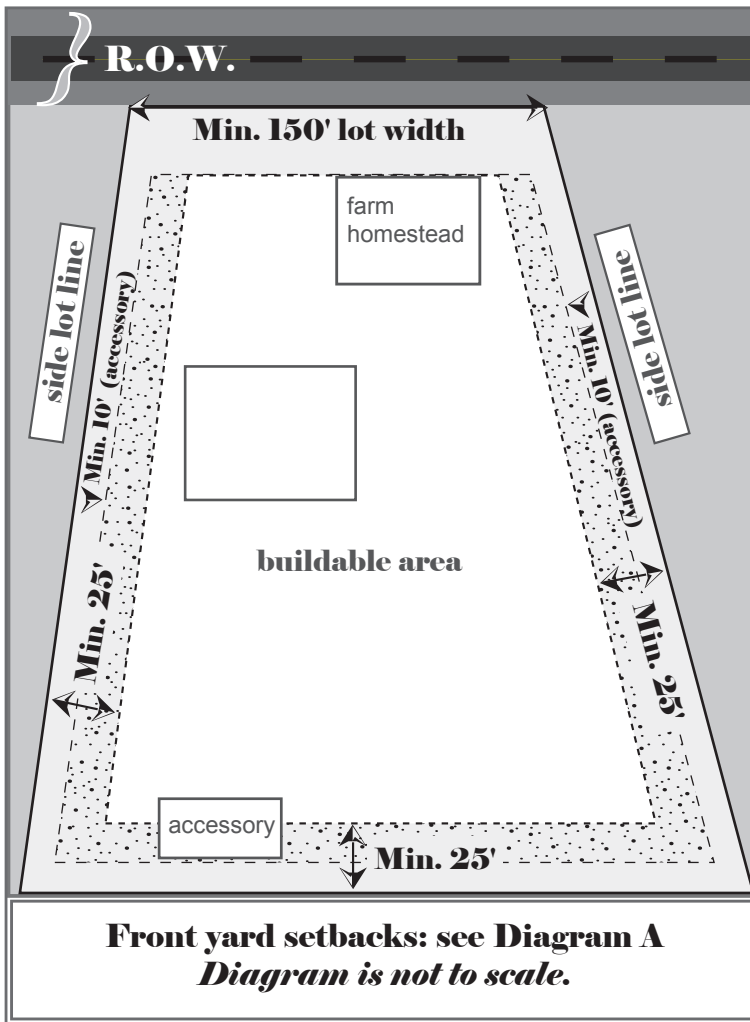 R.O.W.
Min. 150' lot width
farm
homestead
side lot line
side lot line
Min. 10' (accessory)
Min. 10' (accessory)
buildable area
Min. 25'
Min. 25'
accessory
Min. 25'
Front yard setbacks: see Diagram A
Diagram is not to scale.